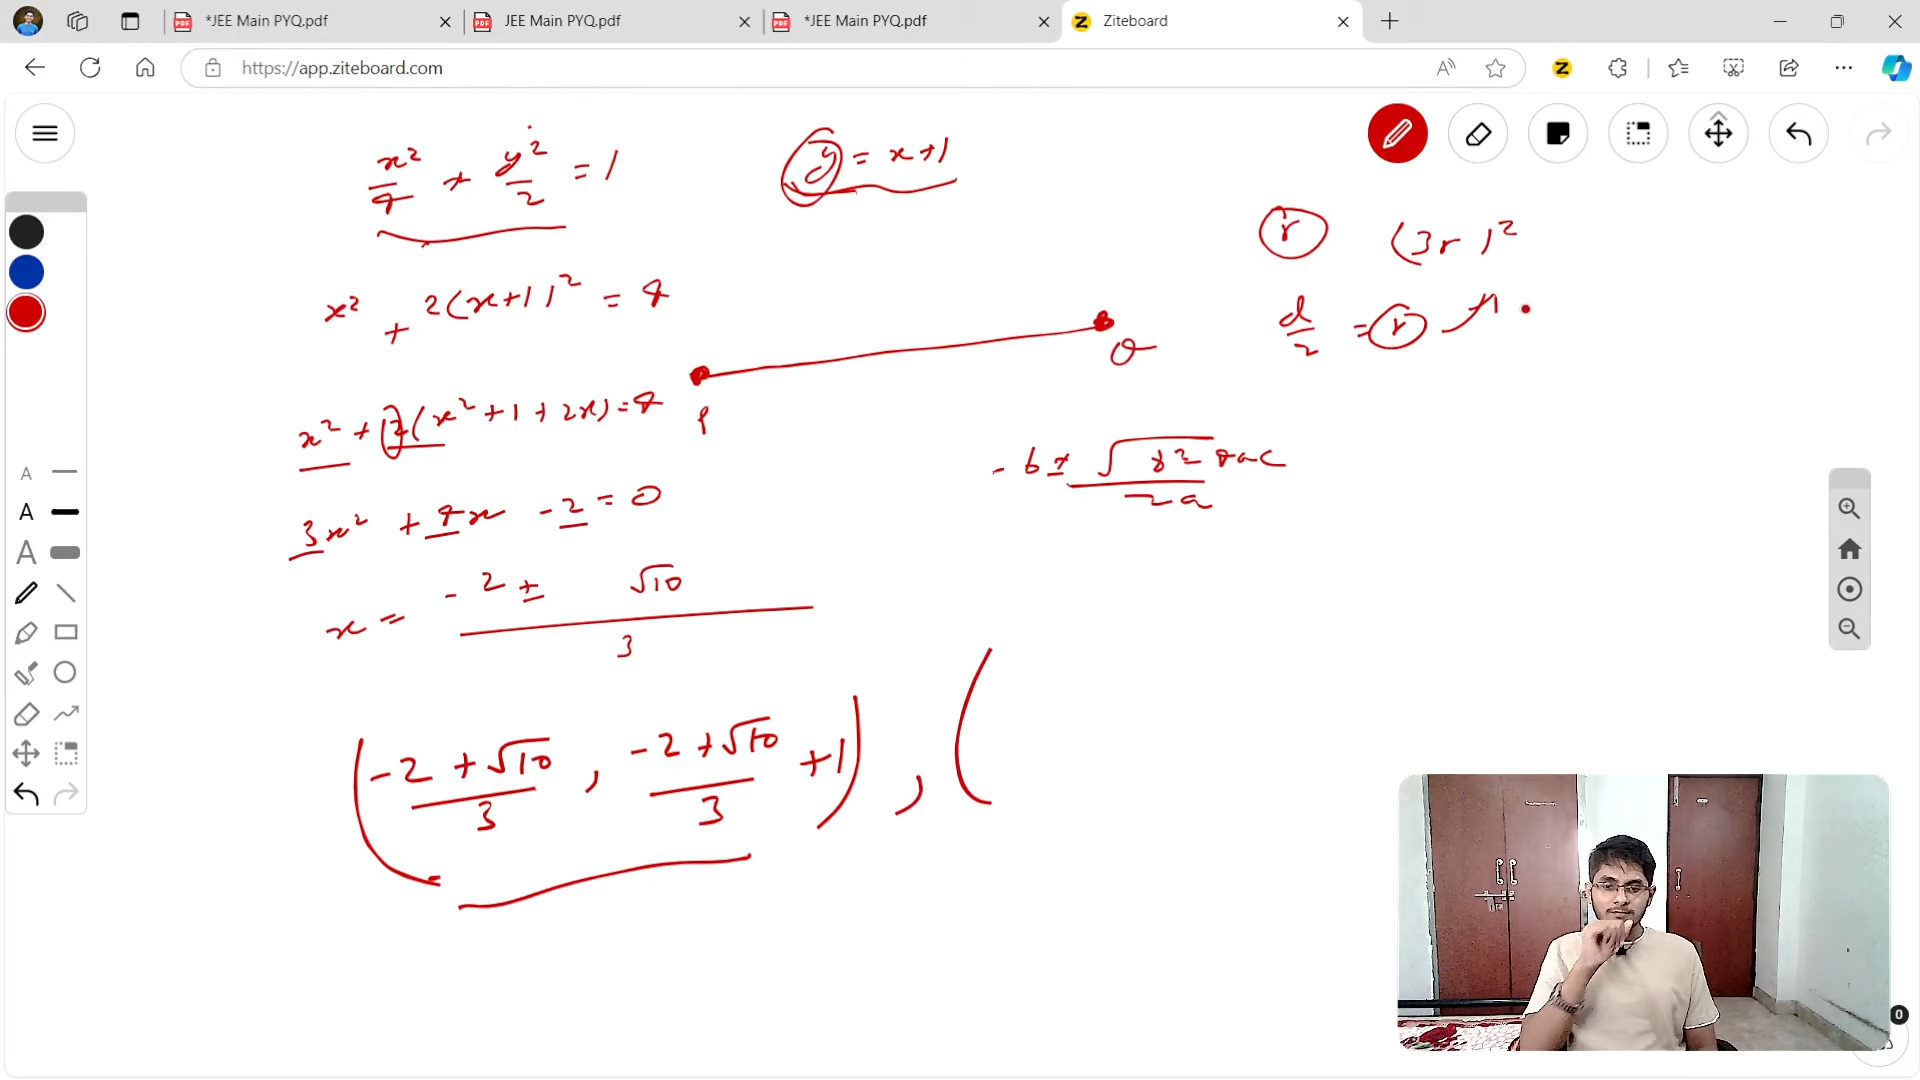 *JEE Main PYQ.pdf
JEE Main PYQ.pdf
*JEE Main PYQ.pdf
Ziteboard
https://app.ziteboard.com
x²/4 + y²/2 = 1
y = x+1
r (3r)²
x² + 2(x+1)² = 4
d/2 = r
P
Q
x² + 2(x²+1+2x) = 4
-b ± √b² 4ac / 2a
3x² + 4x - 2 = 0
x = -2 ± √10 / 3
(-2+√10/3, -2+√10/3 +1), (
A
A
A
0